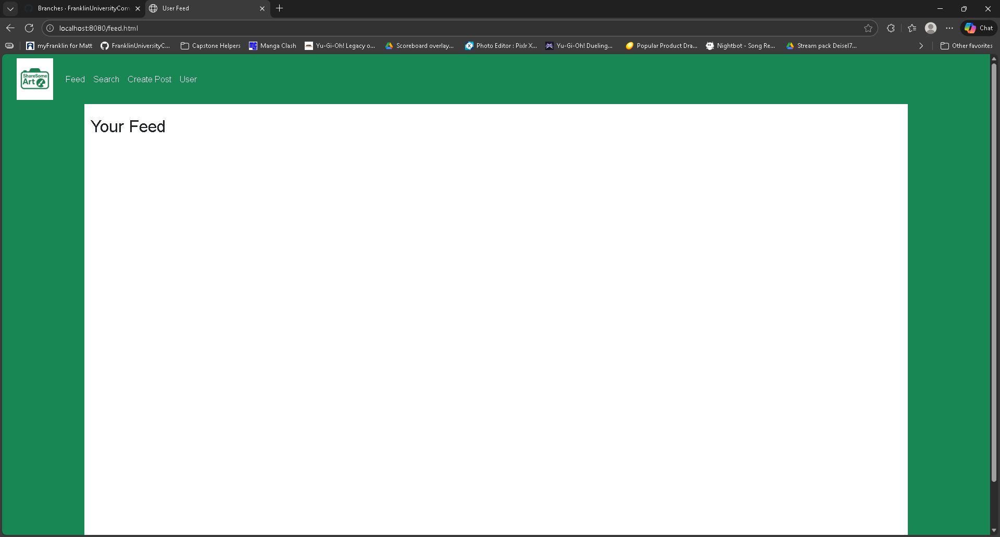 Branches · FranklinUniversityCom
User Feed
localhost:8080/feed.html
Chat
myFranklin for Matt
FranklinUniversityC...
Capstone Helpers
Manga Clash
Yu-Gi-Oh! Legacy o...
Scoreboard overlay...
Photo Editor : Pixlr X...
Yu-Gi-Oh! Dueling...
Popular Product Dra...
Nightbot - Song Re...
Stream pack Deisel7...
Other favorites
ShareSome
Art
Feed
Search
Create Post
User
Your Feed